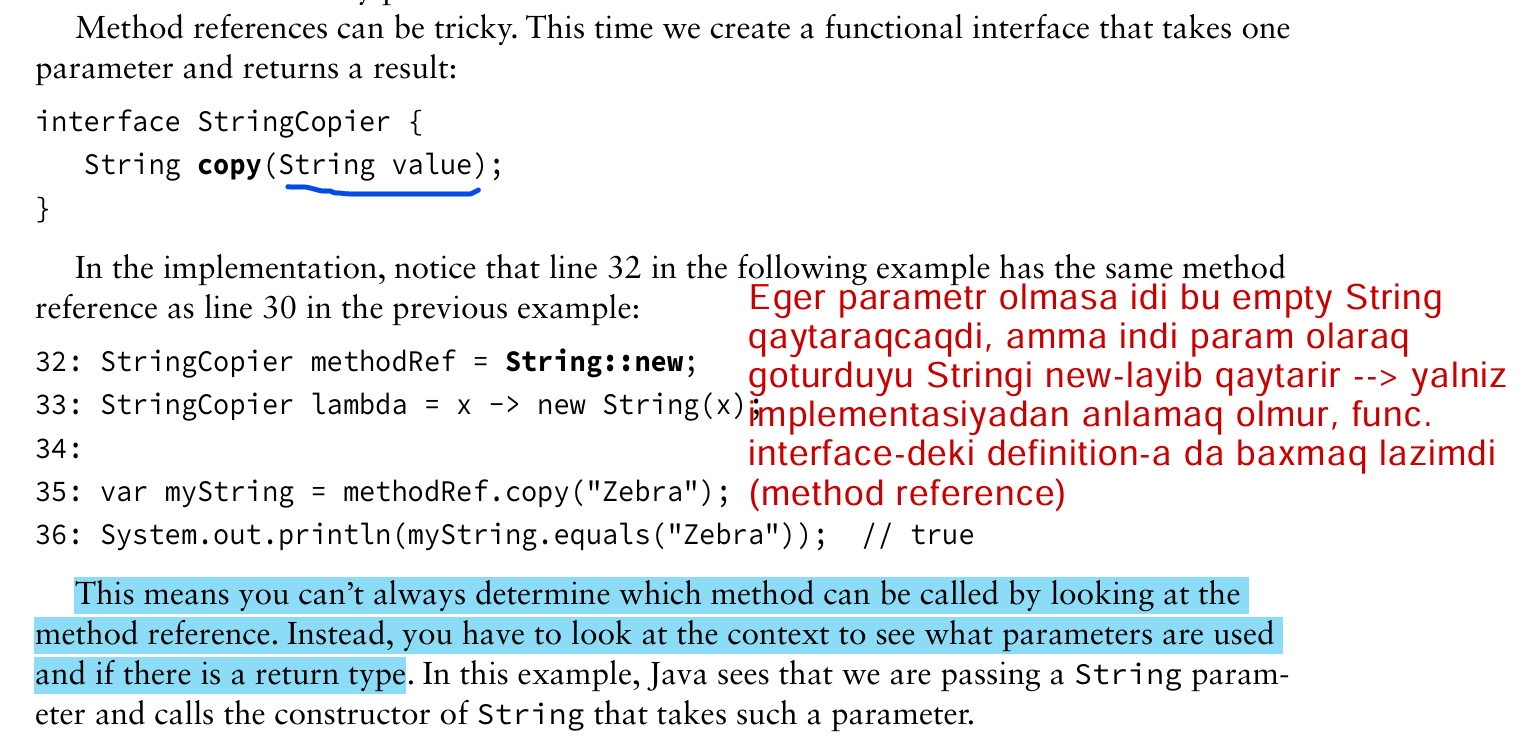 Method references can be tricky. This time we create a functional interface that takes one
parameter and returns a result:
interface StringCopier {
String copy(String value);
}
In the implementation, notice that line 32 in the following example has the same method
reference as line 30 in the previous example:
Eger parametr olmasa idi bu empty String
qaytaraqcaqdi, amma indi param olaraq
goturduyu Stringi new-layib qaytarir --> yalniz
implementasiyadan anlamaq olmur, func.
interface-deki definition-a da baxmaq lazimdi
(method reference)
32: StringCopier methodRef = String::new;
33: StringCopier lambda = x -> new String(x);
34:
35: var myString = methodRef.copy("Zebra");
36: System.out.println(myString.equals("Zebra")); // true
This means you can't always determine which method can be called by looking at the
method reference. Instead, you have to look at the context to see what parameters are used
and if there is a return type. In this example, Java sees that we are passing a String param-
eter and calls the constructor of String that takes such a parameter.